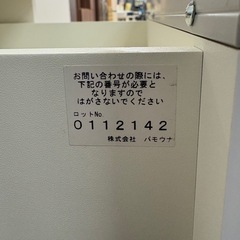 お問い合わせの際には、
下記の番号が必要と
なりますので
はがさないでください
ロットNo
0112142
株式会社 パモウナ